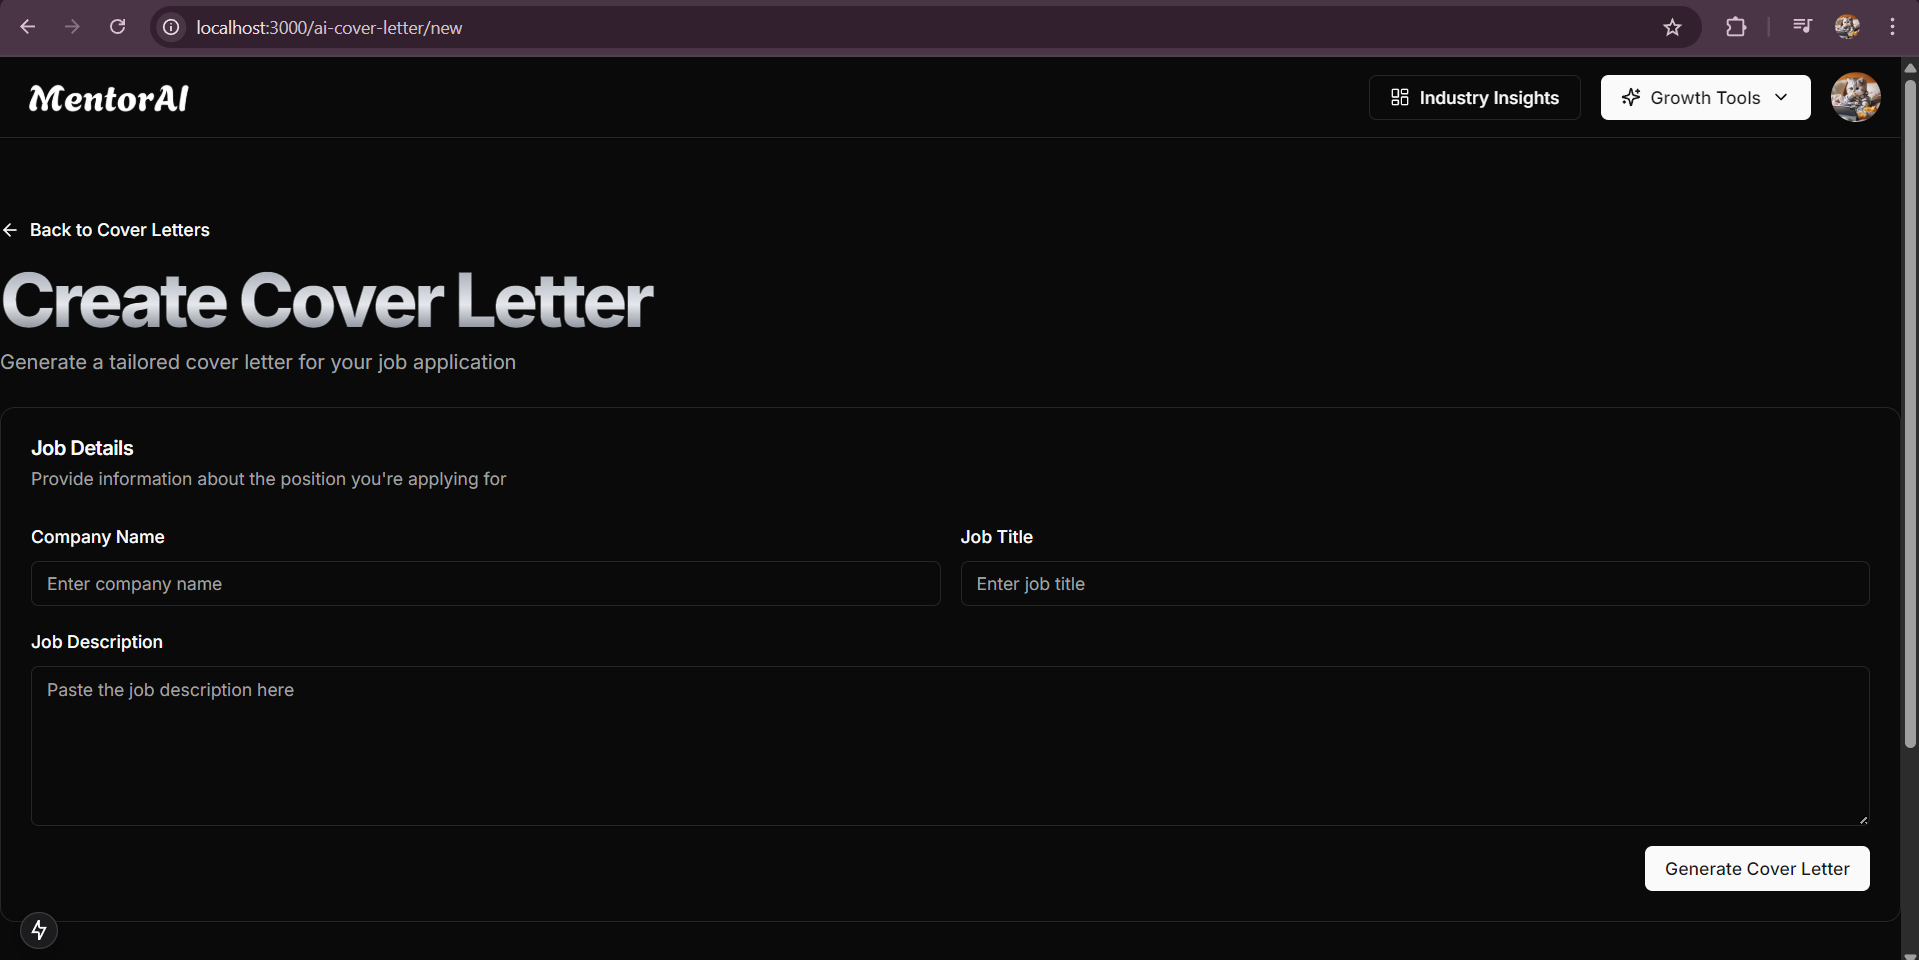 localhost:3000/ai-cover-letter/new
MentorAI
Industry Insights
Growth Tools
Back to Cover Letters
Create Cover Letter
Generate a tailored cover letter for your job application
Job Details
Provide information about the position you're applying for
Company Name
Job Title
Enter company name
Enter job title
Job Description
Paste the job description here
Generate Cover Letter